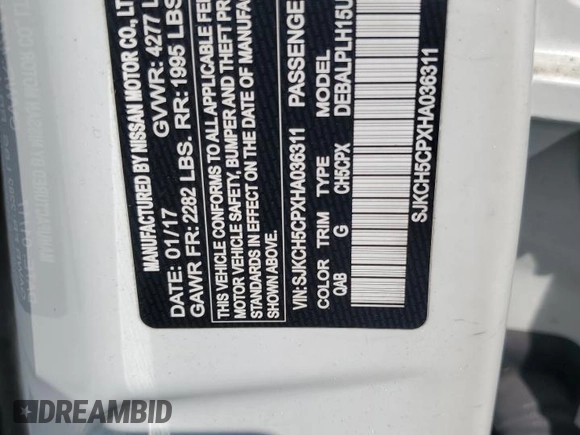 MANUFACTURED BY NISSAN MOTOR CO., LT
DATE: 01/17 GVWR: 4277 L
GAWR FR: 2282 LBS. RR: 1995 LBS
THIS VEHICLE CONFORMS TO ALL APPLICABLE FE
MOTOR VEHICLE SAFETY, BUMPER AND THEFT PR
STANDARDS IN EFFECT ON THE DATE OF MANUFA
SHOWN ABOVE.
VIN: SJKCH5CPXHA036311 PASSENGE
COLOR TRIM TYPE MODEL
QAB G CH5CPX DEBALPLH15U
SJKCH5CPXHA036311
DREAMBID